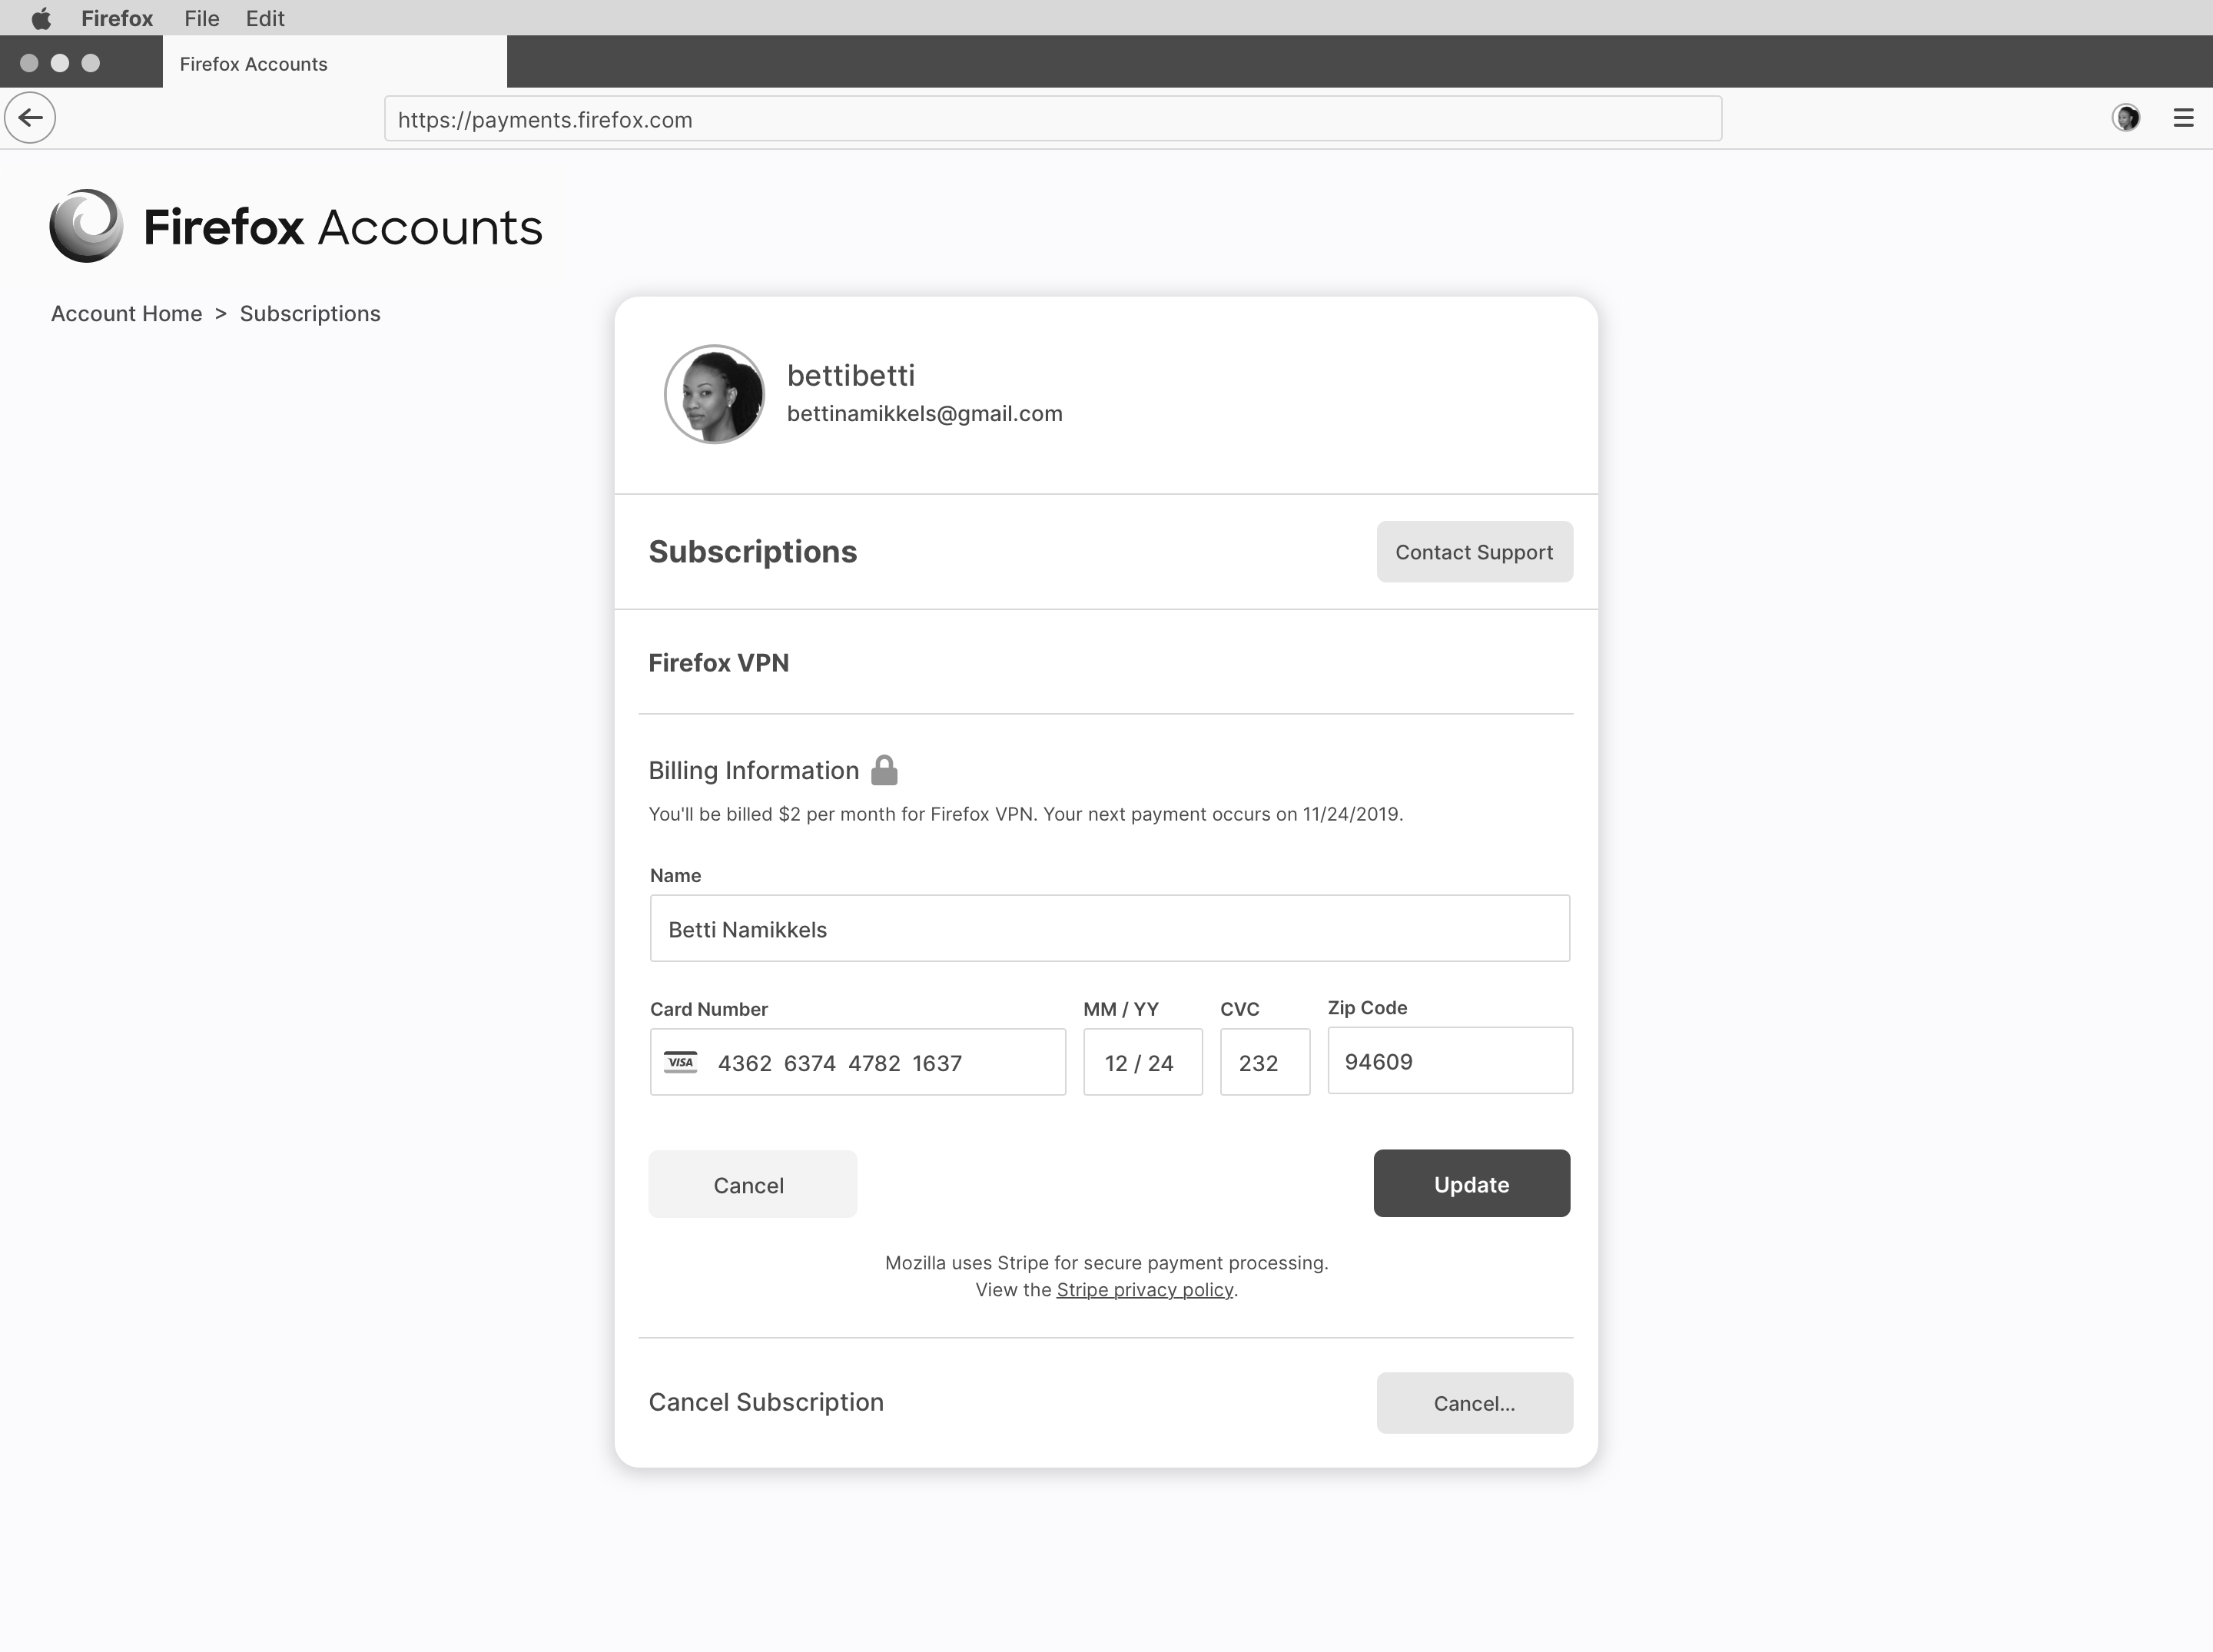 Firefox File Edit
Firefox Accounts
https://payments.firefox.com
Firefox Accounts
Account Home > Subscriptions
bettibetti
bettinamikkels@gmail.com
Subscriptions
Contact Support
Firefox VPN
Billing Information
You'll be billed $2 per month for Firefox VPN. Your next payment occurs on 11/24/2019.
Name
Betti Namikkels
Card Number MM / YY CVC Zip Code
VISA 4362 6374 4782 1637 12 / 24 232 94609
Cancel Update
Mozilla uses Stripe for secure payment processing.
View the Stripe privacy policy.
Cancel Subscription Cancel...